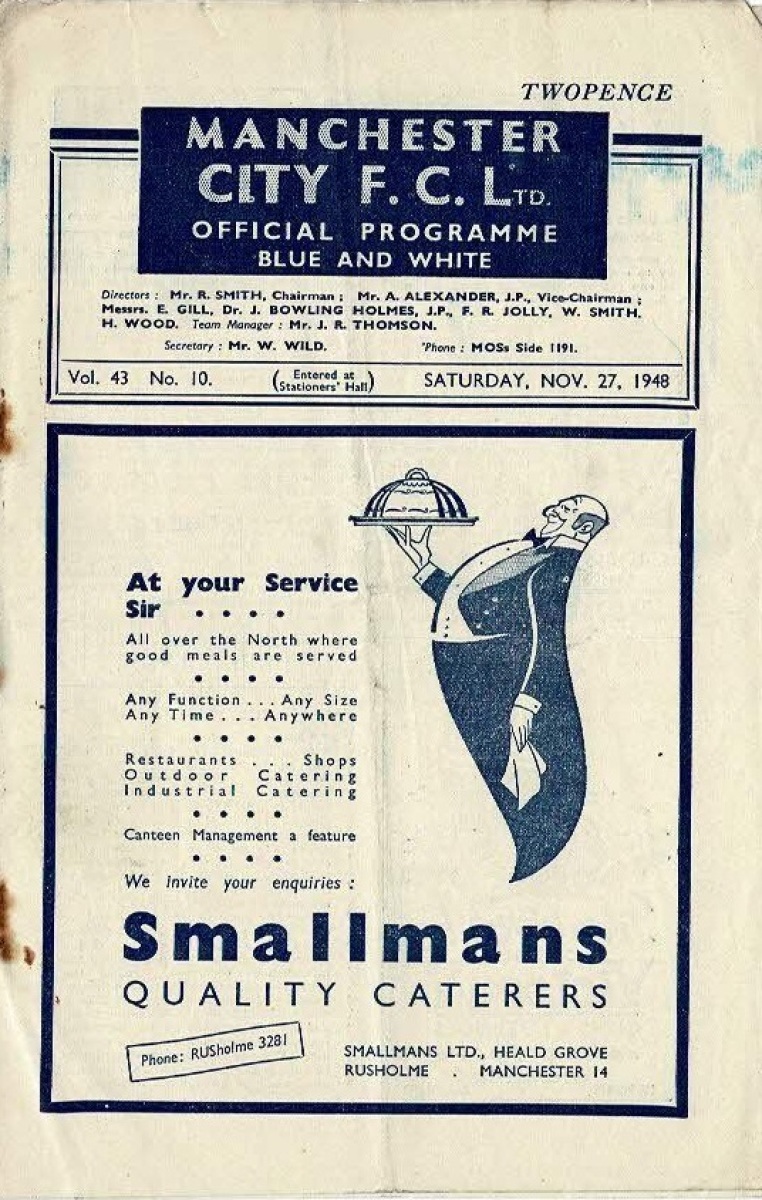 TWOPENCE
MANCHESTER
CITY F. C. LTD.
OFFICIAL PROGRAMME
BLUE AND WHITE
Directors : Mr. R. SMITH, Chairman ; Mr. A. ALEXANDER, J.P., Vice-Chairman ;
Messrs. E. GILL, Dr. J. BOWLING HOLMES, J.P., F. R. JOLLY, W. SMITH.
H. WOOD. Team Manager : Mr. J. R. THOMSON.
Secretary : Mr. W. WILD. 'Phone : MOSs Side 1191.
Vol. 43 No. 10. (Entered at Stationers' Hall) SATURDAY, NOV. 27, 1948
At your Service
Sir . . . .
All over the North where
good meals are served
. . . .
Any Function . . . Any Size
Any Time . . . Anywhere
. . . .
Restaurants . . . Shops
Outdoor Catering
Industrial Catering
. . . .
Canteen Management a feature
. . . .
We invite your enquiries :
Smallmans
QUALITY CATERERS
Phone: RUSholme 3281
SMALLMANS LTD., HEALD GROVE
RUSHOLME . MANCHESTER 14